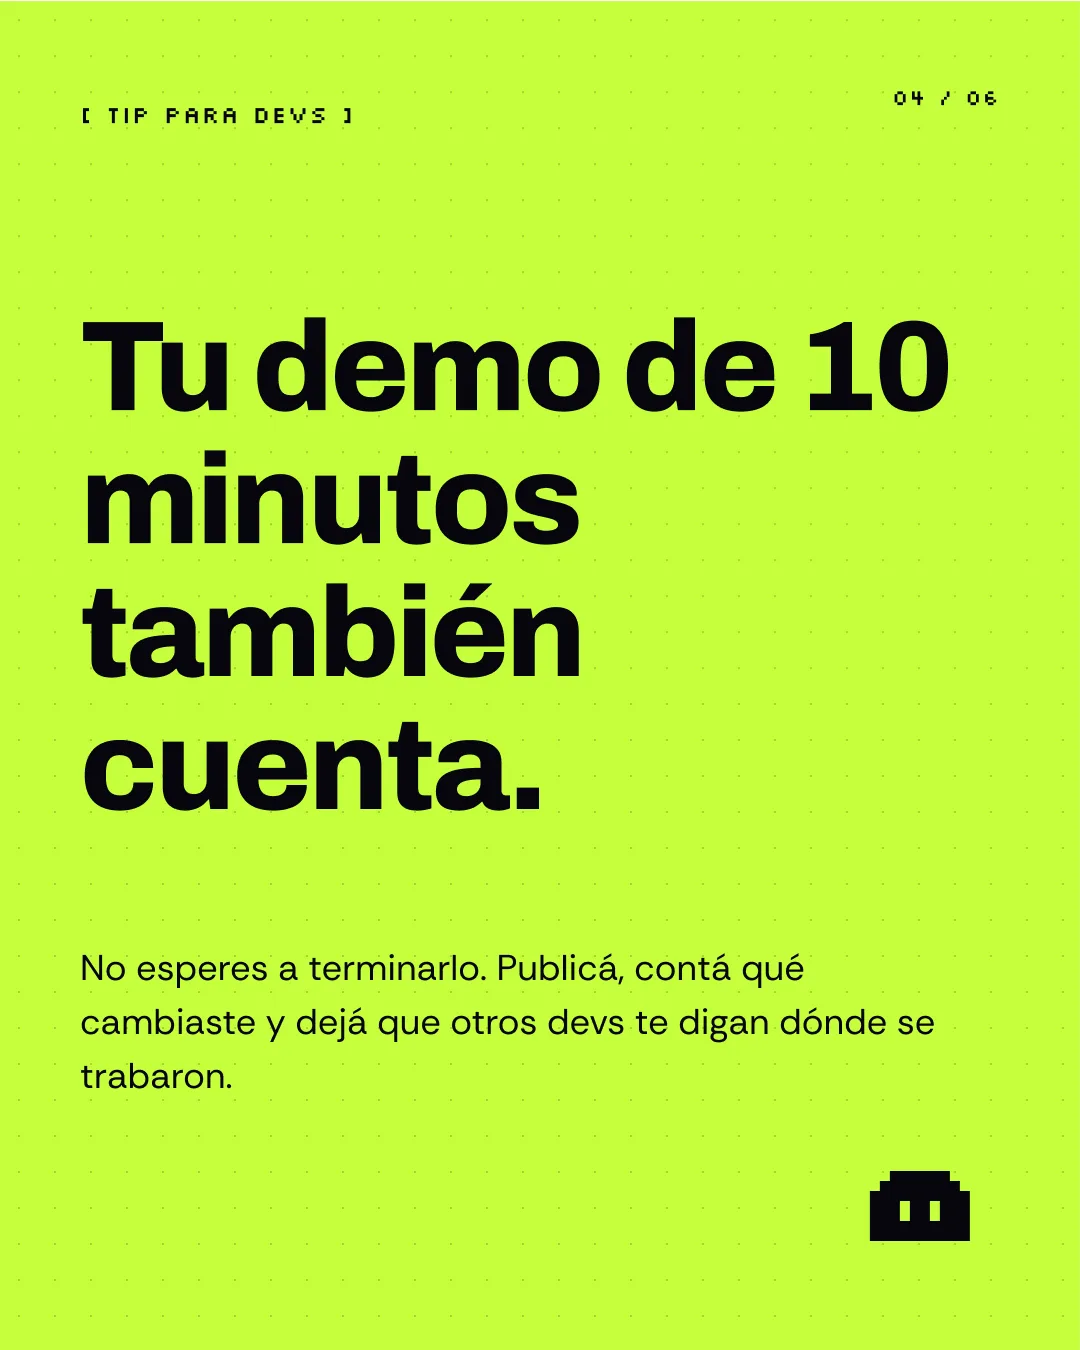 [ TIP PARA DEVS ]
04 / 06
Tu demo de 10
minutos
también
cuenta.
No esperes a terminarlo. Publicá, contá qué
cambiaste y dejá que otros devs te digan dónde se
trabaron.